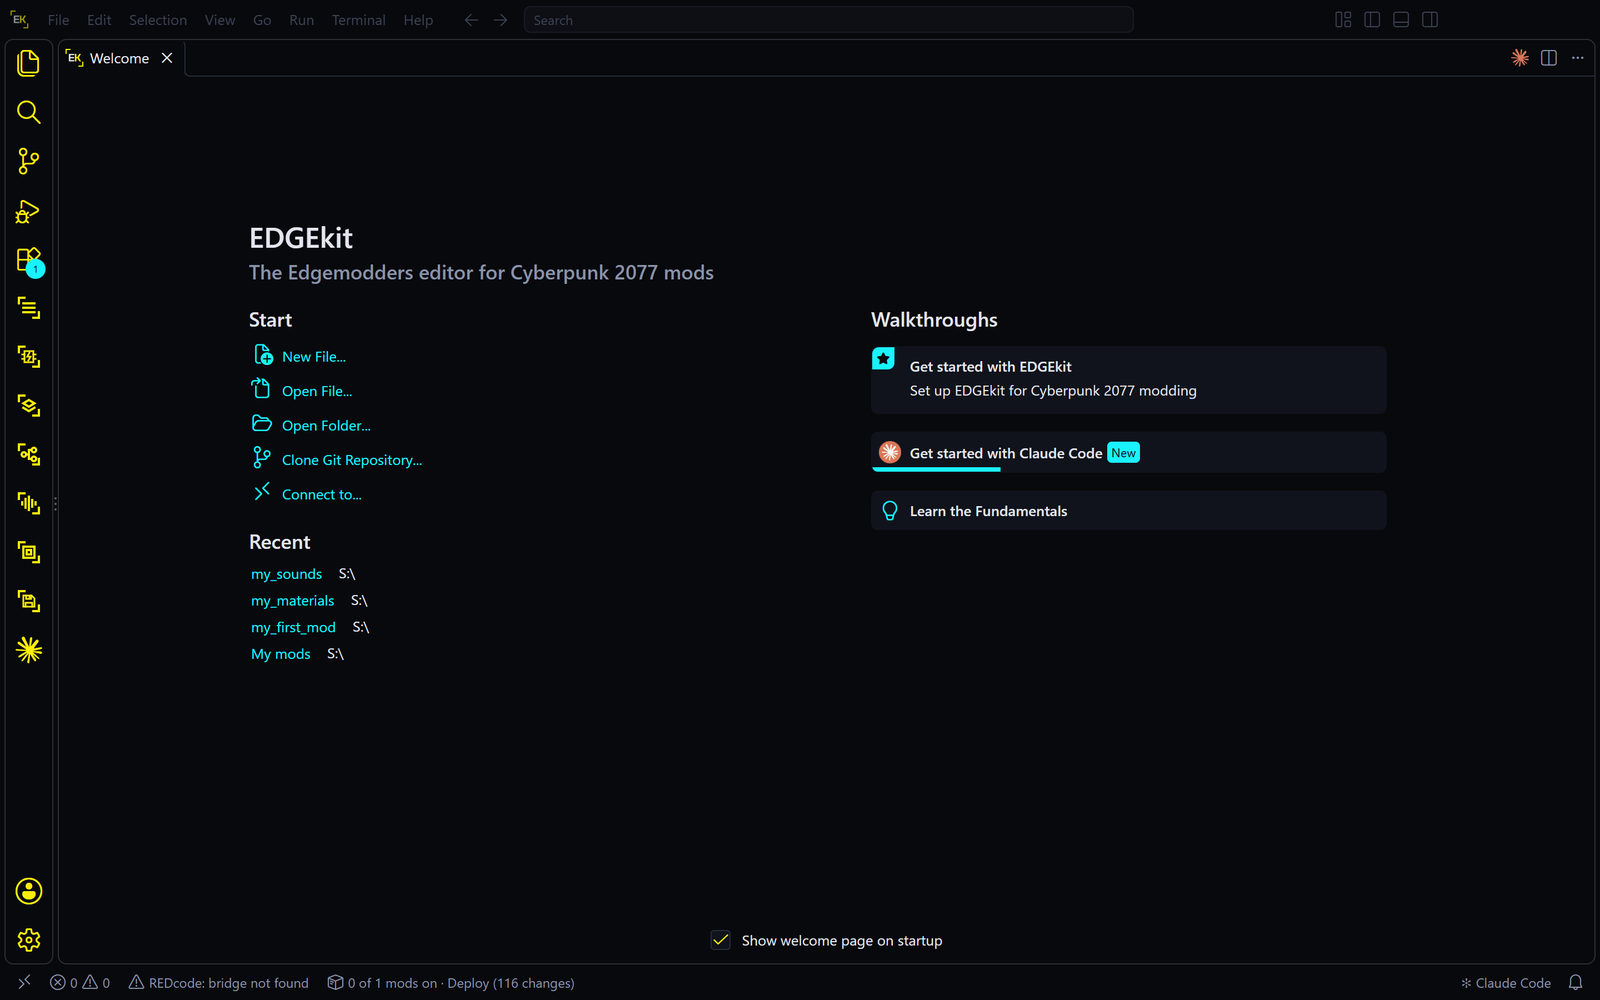 EK File Edit Selection View Go Run Terminal Help Search
EK Welcome
1
EDGEkit
The Edgemodders editor for Cyberpunk 2077 mods
Start
New File...
Open File...
Open Folder...
Clone Git Repository...
Connect to...
Recent
my_sounds S:\
my_materials S:\
my_first_mod S:\
My mods S:\
Walkthroughs
Get started with EDGEkit
Set up EDGEkit for Cyberpunk 2077 modding
Get started with Claude Code New
Learn the Fundamentals
Show welcome page on startup
0 0 REDcode: bridge not found 0 of 1 mods on · Deploy (116 changes) Claude Code